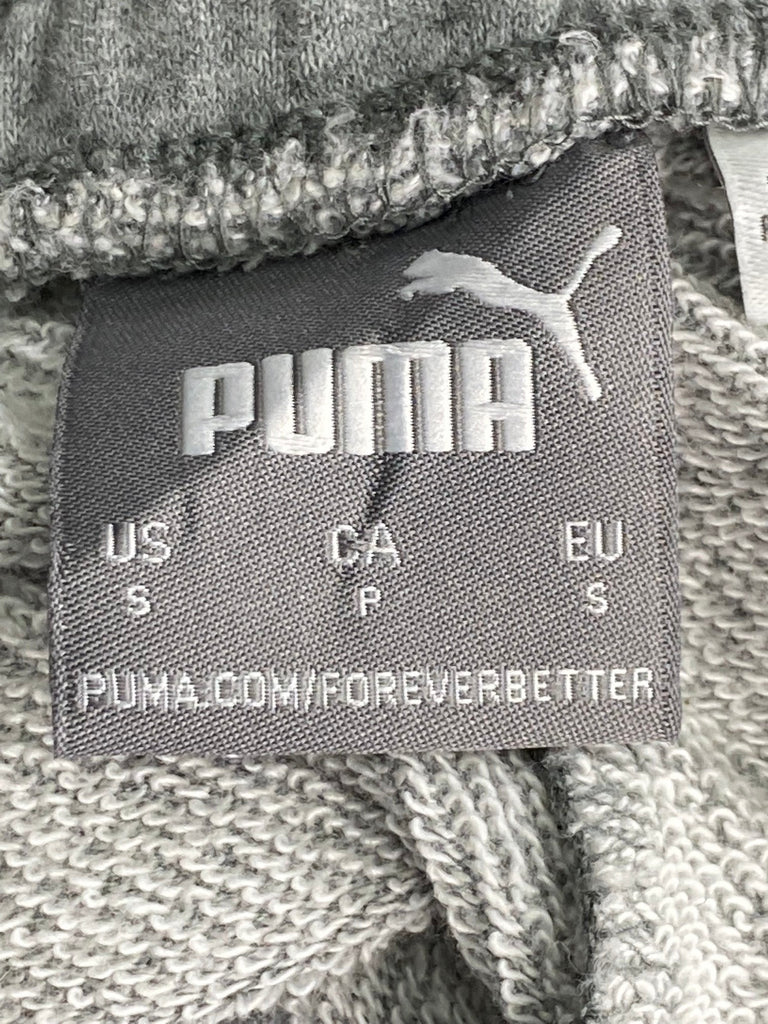 PUMA
US CA EU
S P S
PUMA.COM/FOREVERBETTER